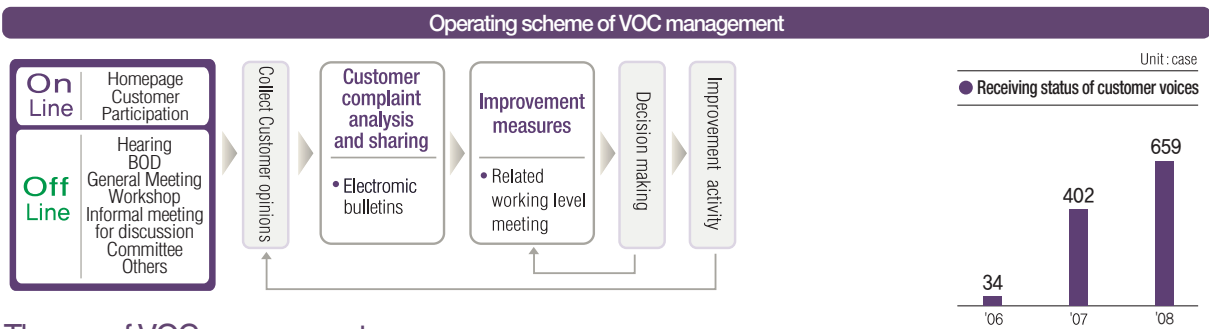 Operating scheme of VOC management
On
Line
Homepage
Customer
Participation
Off
Line
Hearing
BOD
General Meeting
Workshop
Informal meeting
for discussion
Committee
Others
Collect Customer opinions
Customer
complaint
analysis
and sharing
• Electromic
bulletins
Improvement
measures
• Related
working level
meeting
Decision making
Improvement activity
Unit : case
● Receiving status of customer voices
34
402
659
'06
'07
'08